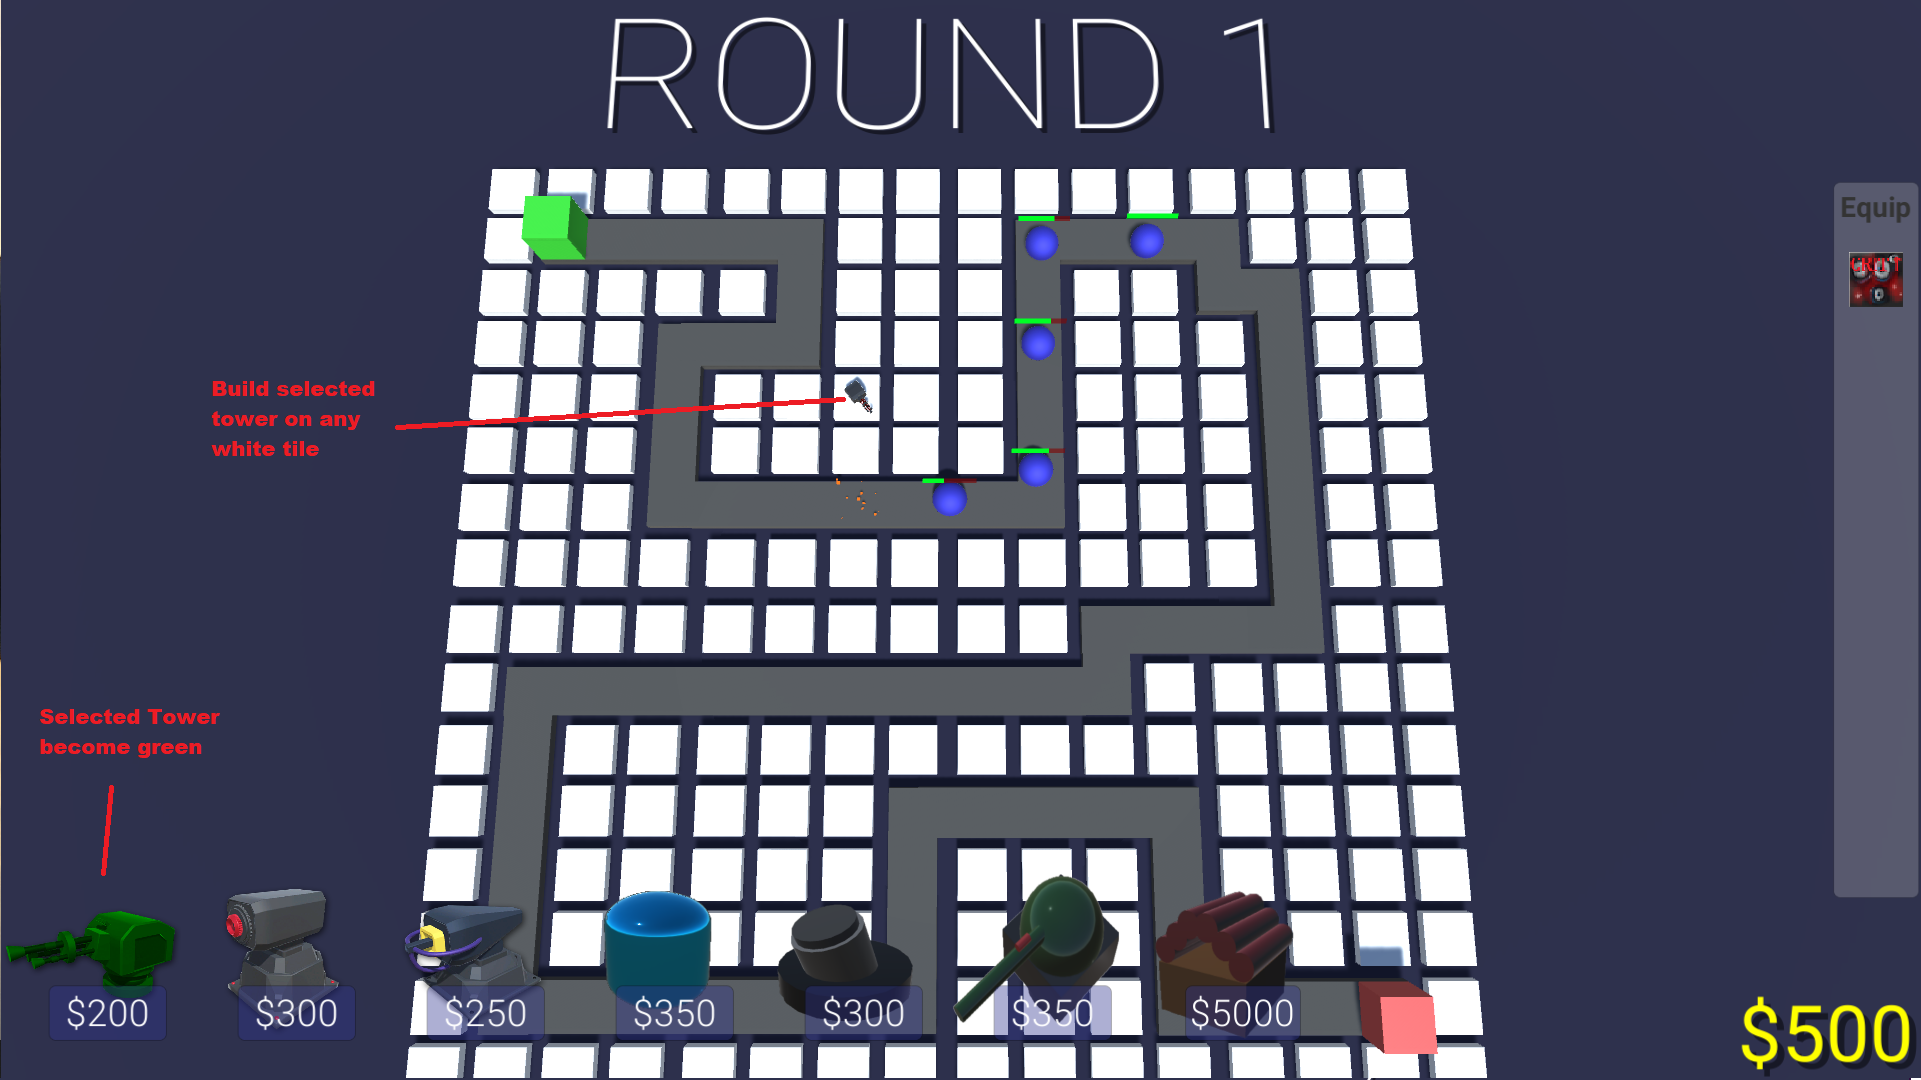 ROUND 1
Equip
CRIT
Build selected
tower on any
white tile
Selected Tower
become green
$200
$300
$250
$350
$300
$350
$5000
$500